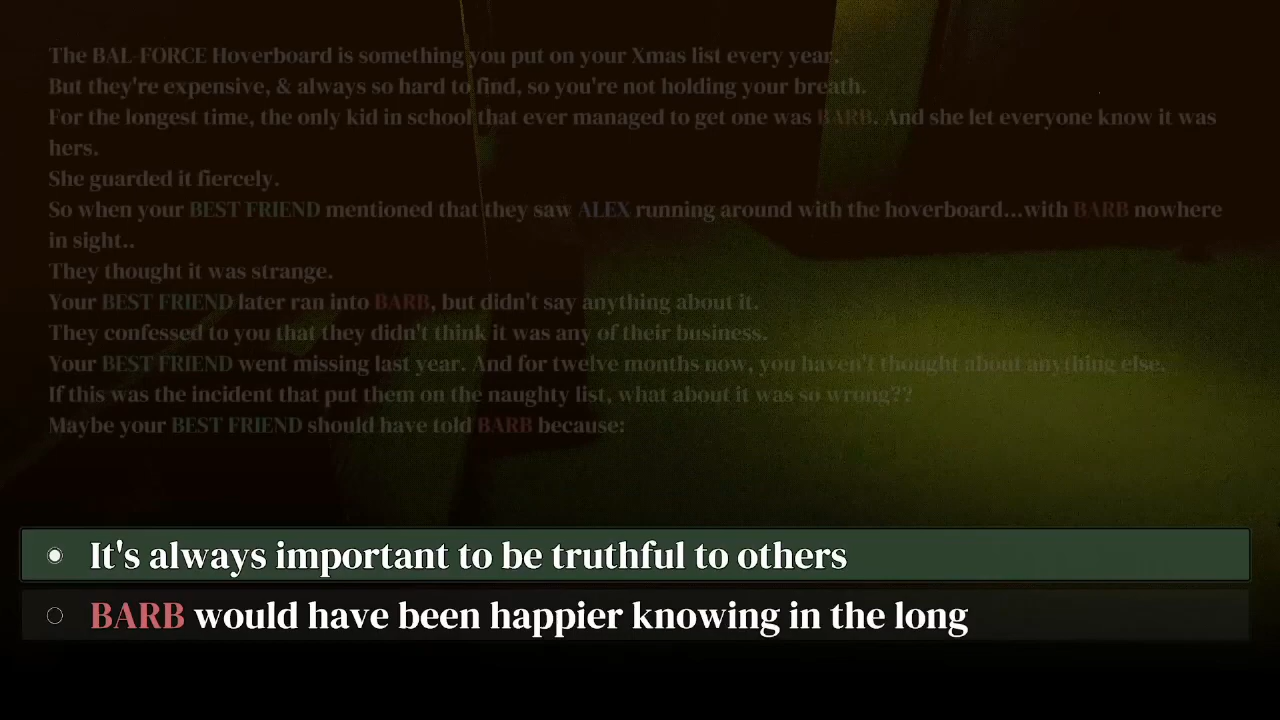 The BAL-FORCE Hoverboard is something you put on your Xmas list every year.
But they're expensive, & always so hard to find, so you're not holding your breath.
For the longest time, the only kid in school that ever managed to get one was BARB. And she let everyone know it was
hers.
She guarded it fiercely.
So when your BEST FRIEND mentioned that they saw ALEX running around with the hoverboard...with BARB nowhere
in sight..
They thought it was strange.
Your BEST FRIEND later ran into BARB, but didn't say anything about it.
They confessed to you that they didn't think it was any of their business.
Your BEST FRIEND went missing last year. And for twelve months now, you haven't thought about anything else.
If this was the incident that put them on the naughty list, what about it was so wrong??
Maybe your BEST FRIEND should have told BARB because:
It's always important to be truthful to others
BARB would have been happier knowing in the long